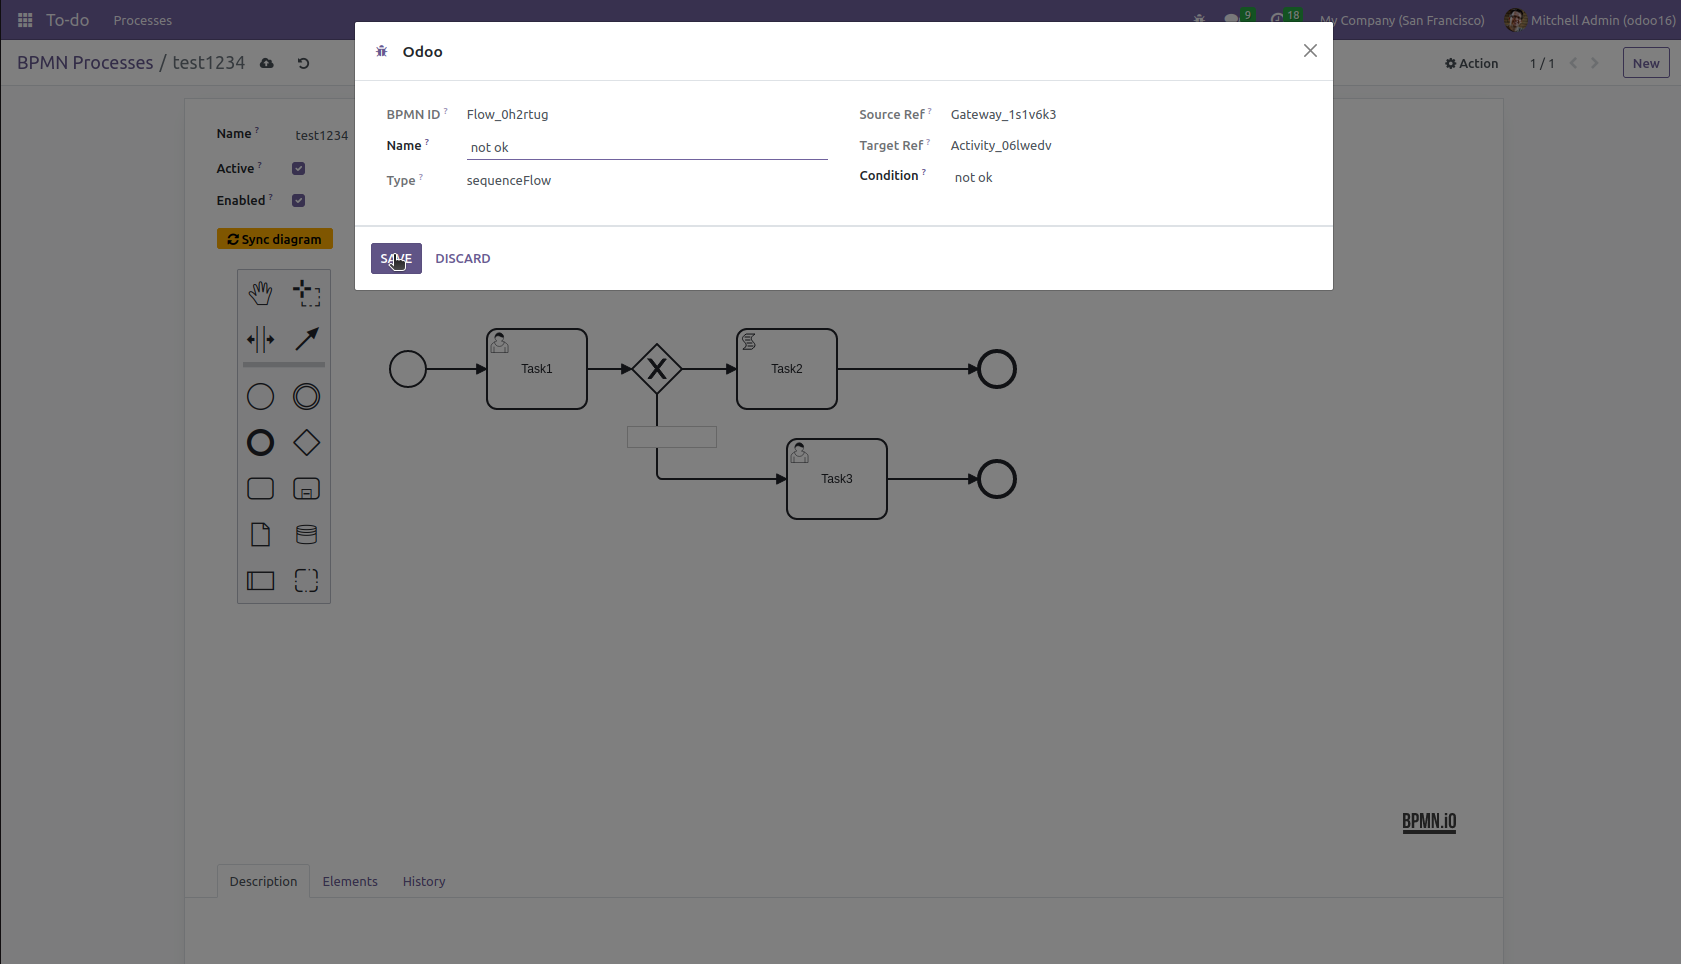 To-do Processes 9 18 My Company (San Francisco) Mitchell Admin (odoo16)
BPMN Processes / test1234 Action 1 / 1 New
Odoo
BPMN ID ? Flow_0h2rtug
Name ? not ok
Type ? sequenceFlow
Source Ref ? Gateway_1s1v6k3
Target Ref ? Activity_06lwedv
Condition ? not ok
SAVE DISCARD
Name ? test1234
Active ?
Enabled ?
Sync diagram
Task1
X
Task2
Task3
BPMN.iO
Description Elements History